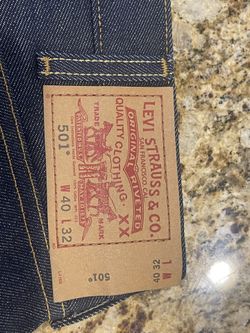 LEVI STRAUSS & CO.
SAN FRANCISCO, CAL.
ORIGINAL RIVETED
QUALITY CLOTHING
XX
TRADE MARK
501®
W 40 L 32
1 M
40 32
501®